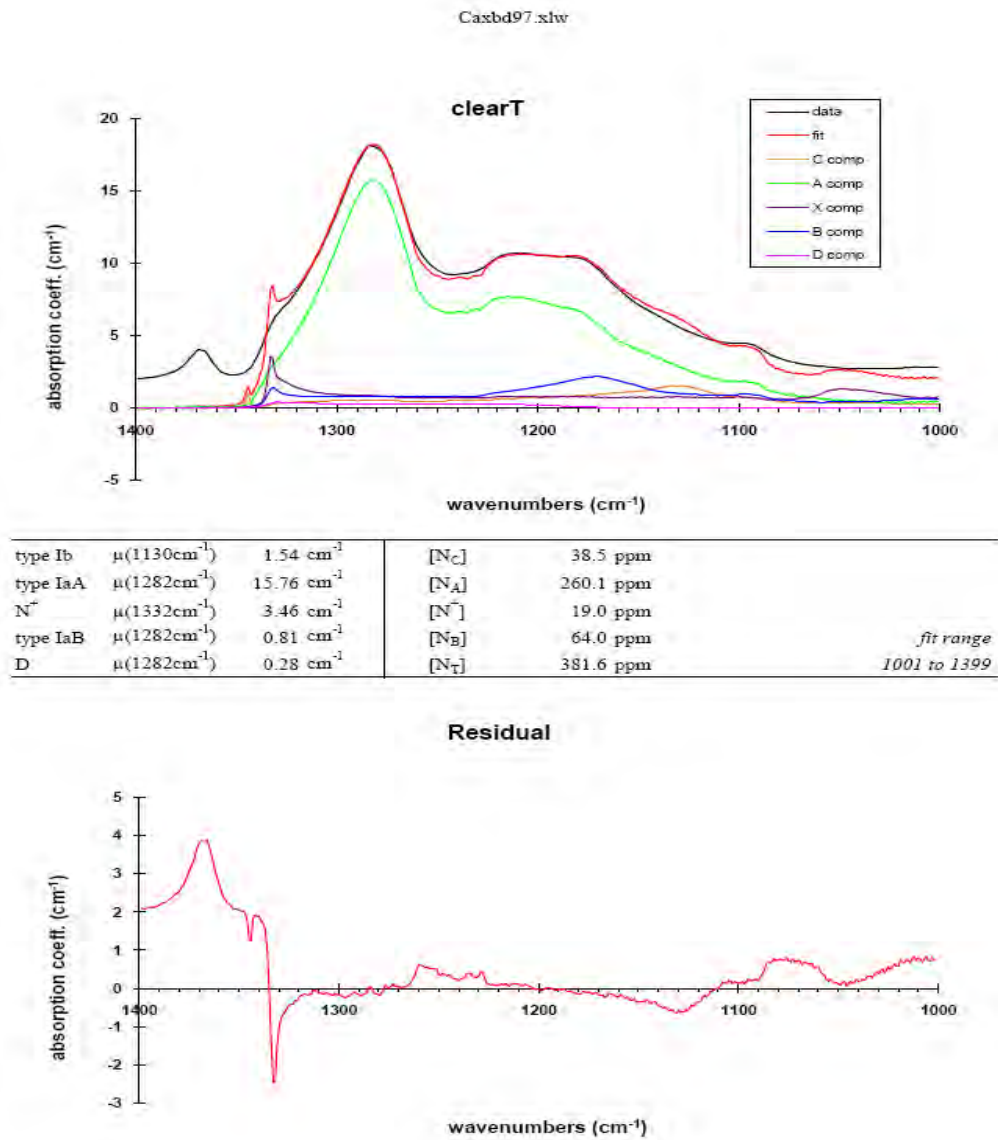 Caxbd97.xlw
clearT
data
fit
C comp
A comp
X comp
B comp
D comp
20
15
10
5
0
-5
absorption coeff. (cm⁻¹)
1400 1300 1200 1100 1000
wavenumbers (cm⁻¹)
type Ib µ(1130cm⁻¹) 1.54 cm⁻¹ [N_C] 38.5 ppm
type IaA µ(1282cm⁻¹) 15.76 cm⁻¹ [N_A] 260.1 ppm
N⁺ µ(1332cm⁻¹) 3.46 cm⁻¹ [N⁺] 19.0 ppm
type IaB µ(1282cm⁻¹) 0.81 cm⁻¹ [N_B] 64.0 ppm fit range
D µ(1282cm⁻¹) 0.28 cm⁻¹ [N_T] 381.6 ppm 1001 to 1399
Residual
5
4
3
2
1
0
-1
-2
-3
absorption coeff. (cm⁻¹)
1400 1300 1200 1100 1000
wavenumbers (cm⁻¹)